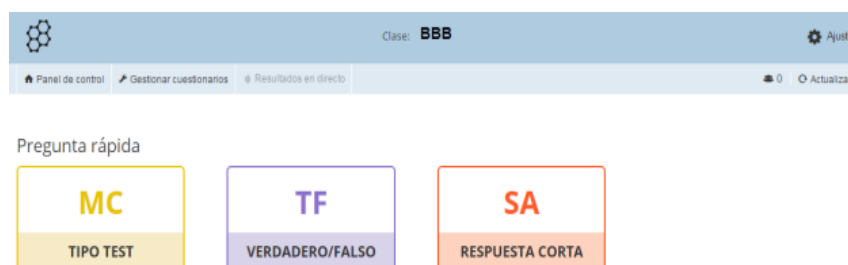 Clase: BBB
Ajust
Panel de control Gestionar cuestionarios Resultados en directo 0 Actualiza
Pregunta rápida
MC TF SA
TIPO TEST VERDADERO/FALSO RESPUESTA CORTA